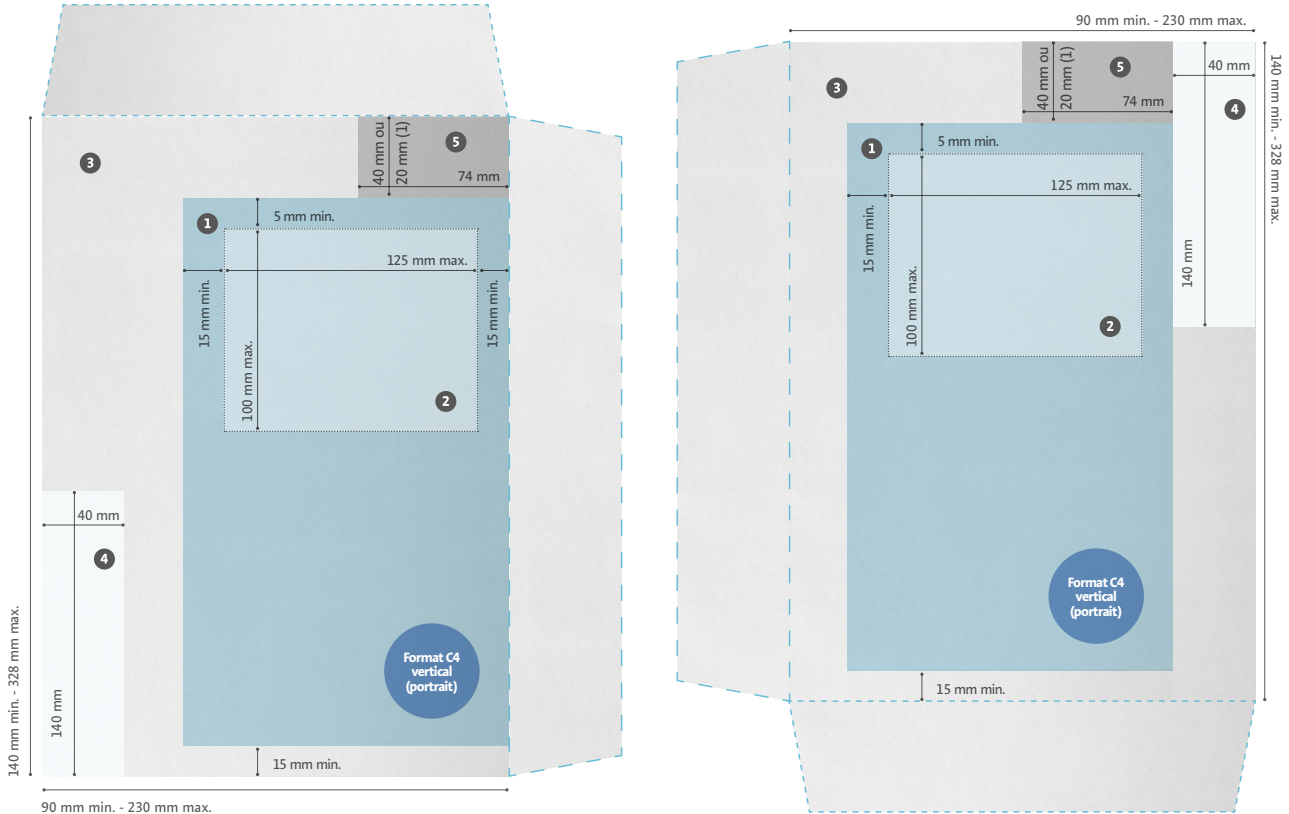 3
40 mm ou
20 mm (1)
5
74 mm
1
5 mm min.
125 mm max.
15 mm min.
15 mm min.
100 mm max.
2
40 mm
4
140 mm
140 mm min. - 328 mm max.
Format C4
vertical
(portrait)
15 mm min.
90 mm min. - 230 mm max.
90 mm min. - 230 mm max.
3
40 mm ou
20 mm (1)
5
74 mm
40 mm
4
140 mm
140 mm min. - 328 mm max.
1
5 mm min.
125 mm max.
15 mm min.
100 mm max.
2
Format C4
vertical
(portrait)
15 mm min.